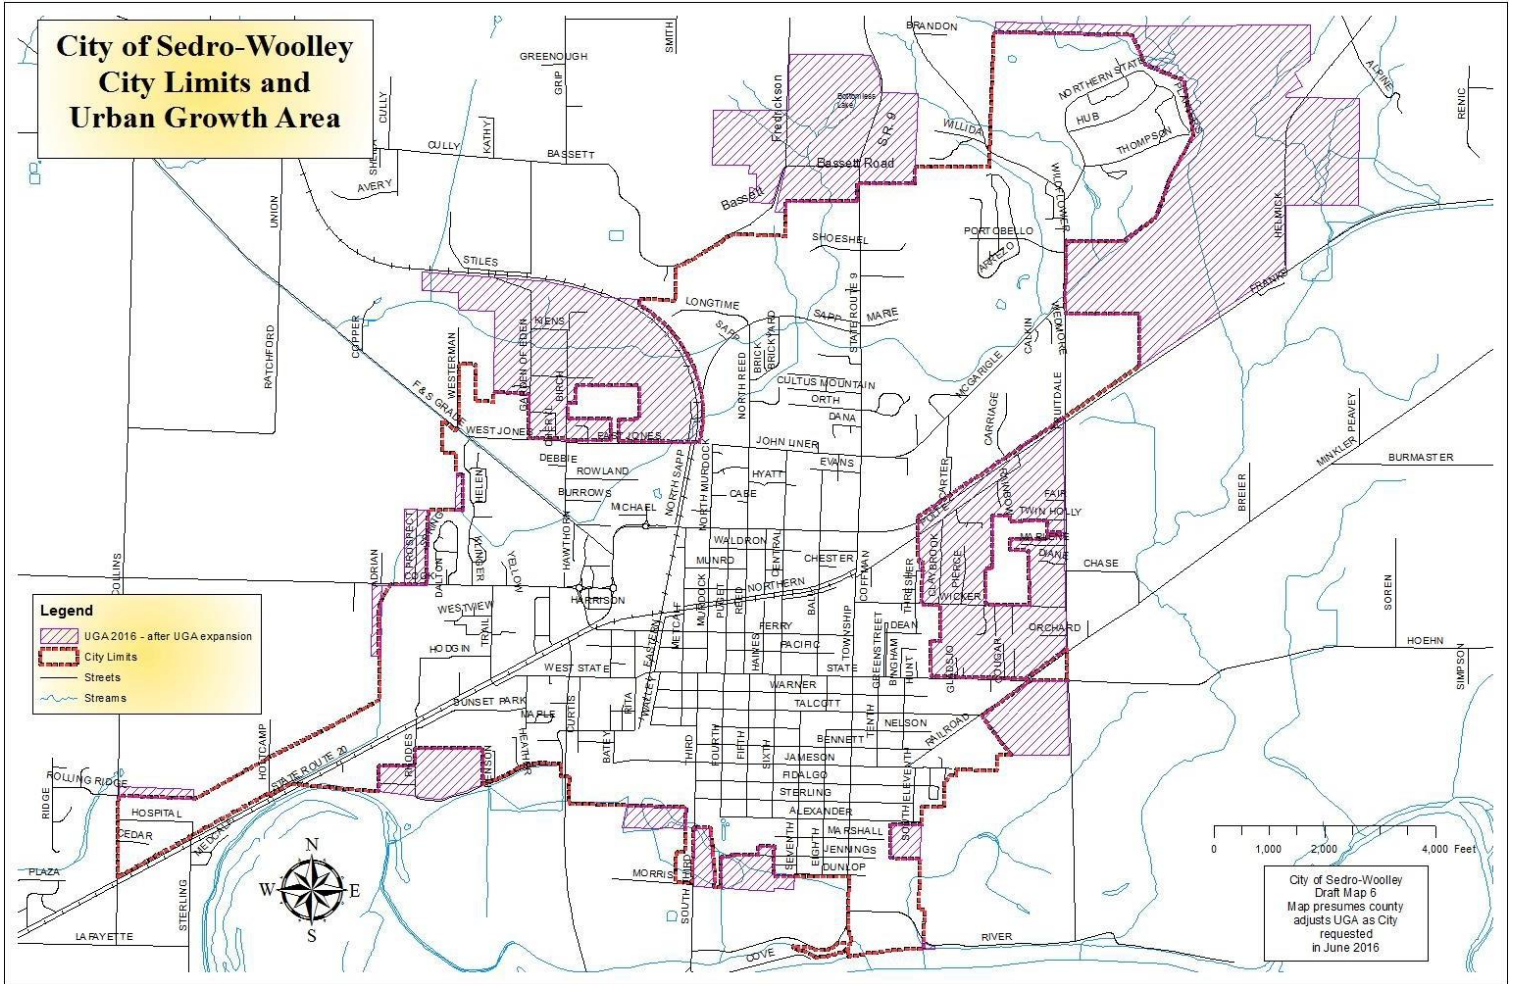 City of Sedro-Woolley
City Limits and
Urban Growth Area
SMITH
BRANDON
GREENOUGH
GRIP
CULLY
KATHY
CULLY
BASSETT
AVERY
UNION
Fredrickson
Bottomless
Lake
S.R. 9
WILLIDA
Bassett Road
Bassett
NORTHERN STATE
HUB
THOMPSON
ALPINE
RENIC
WILDFLOWER
HELMICK
SHOESHEL
PORTOBELLO
AREZZO
STILES
FRANKS
LONGTIME
SAPP
SAPP
MARIE
STATE ROUTE 9
COPPER
RATCHFORD
WESTERMAN
KIENS
GARDEN OF EDEN
BIRCH
CHERYL
NORTH REED
BRICK
BRICKYARD
CALKIN
WEDMORE
MCGARIGLE
CULTUS MOUNTAIN
ORTH
DANA
F & S GRADE
WEST JONES
EAST JONES
JOHN LINER
CARRIAGE
FRUITDALE
PEAVEY
MINKLER
BURMASTER
DEBBIE
ROWLAND
EVANS
HYATT
HELEN
BURROWS
MICHAEL
NORTH SAPP
NORTH MURDOCK
CABE
CARTER
RAINBOW
FAIR
TWIN HOLLY
BREIER
PROSPECT
HAWTHORN
WALDRON
CENTRAL
DIANE
CHASE
COLLINS
ADRIAN
COOK
DALTON
YELLOW
MUNRO
CHESTER
COFFMAN
CLAYBROOK
PIERCE
WICKER
THRESHER
SOREN
HARRISON
NORTHERN
MURDOCK
PUGET
REED
BALL
Legend
UGA 2016 - after UGA expansion
City Limits
Streets
Streams
WESTVIEW
TRAIL
HODGIN
METCALF
FERRY
PACIFIC
HAINES
TOWNSHIP
DEAN
GREENSTREET
BINGHAM
HUNT
ORCHARD
COUGAR
HOEHN
SIMPSON
WEST STATE
STATE
WARNER
TALCOTT
SUNSET PARK
MAPLE
CURTIS
RITA
BATEY
HEATHER
THIRD
FOURTH
FIFTH
SIXTH
TENTH
NELSON
BENNETT
RAILROAD
HOLTCAMP
STATE ROUTE 20
RHODES
JAMESON
FIDALGO
STERLING
ALEXANDER
SOUTH ELEVENTH
ROLLING RIDGE
RIDGE
HOSPITAL
CEDAR
MEDCALF
PLAZA
STERLING
LAFAYETTE
MARSHALL
JENNINGS
DUNLOP
SEVENTH
EIGHTH
MORRIS
SOUTH THIRD
COVE
RIVER
N
W
E
S
0
1,000
2,000
4,000 Feet
City of Sedro-Woolley
Draft Map 6
Map presumes county
adjusts UGA as City
requested
in June 2016